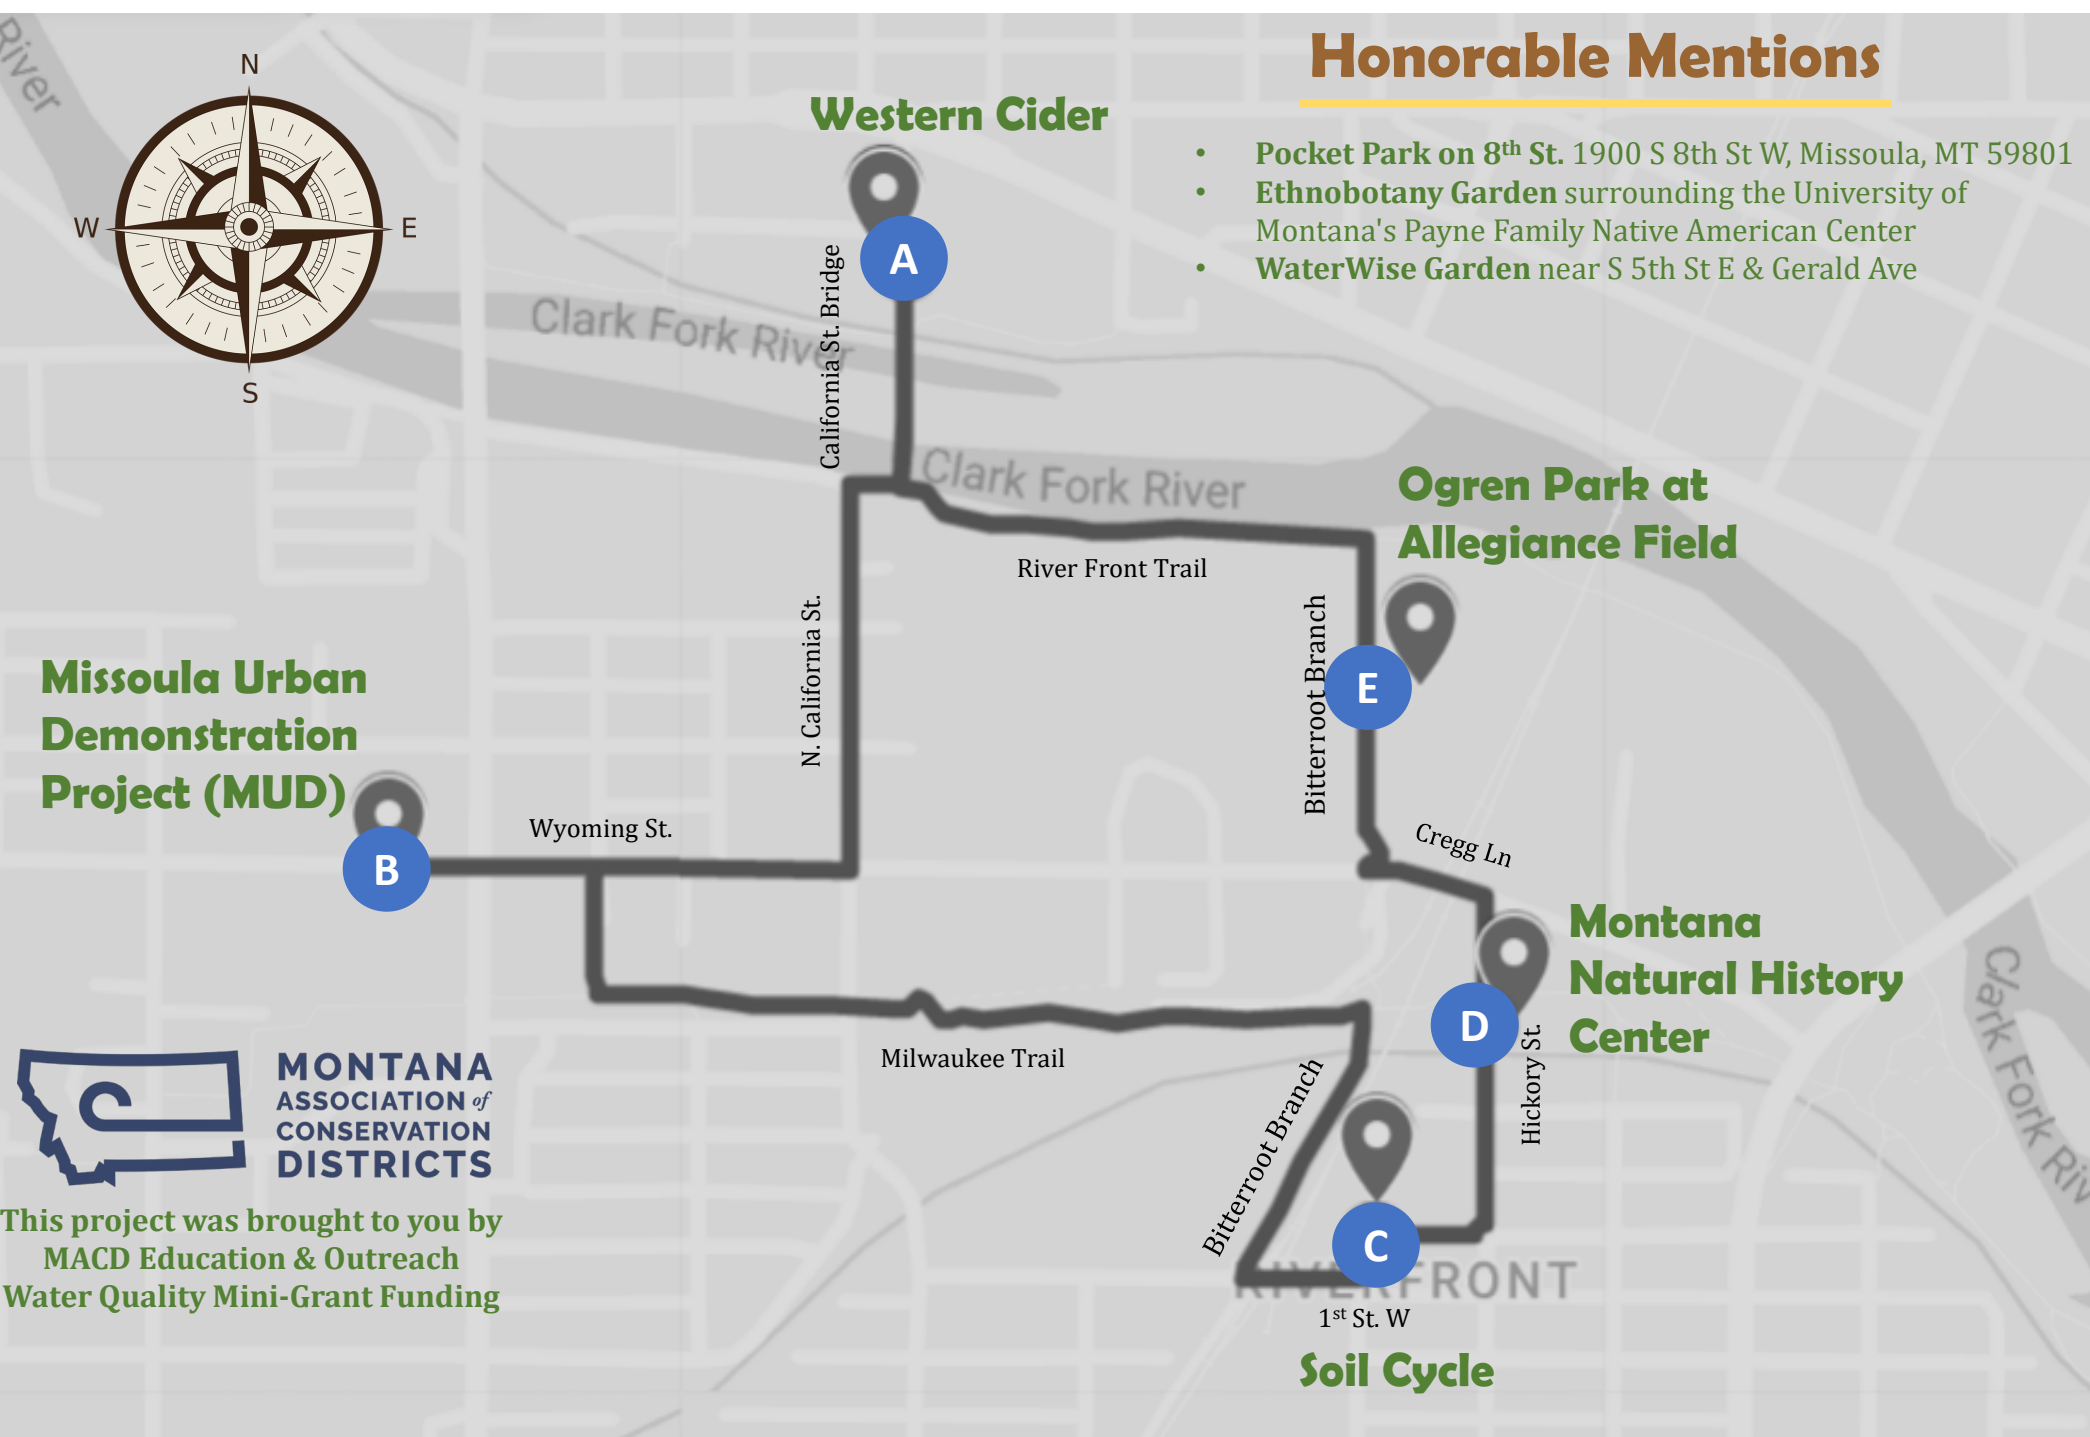 River
N
W
E
S
Honorable Mentions
• Pocket Park on 8th St. 1900 S 8th St W, Missoula, MT 59801
• Ethnobotany Garden surrounding the University of
Montana's Payne Family Native American Center
• WaterWise Garden near S 5th St E & Gerald Ave
Western Cider
A
California St. Bridge
Clark Fork River
Clark Fork River
River Front Trail
Ogren Park at
Allegiance Field
E
Bitterroot Branch
N. California St.
Missoula Urban
Demonstration
Project (MUD)
B
Wyoming St.
Cregg Ln
Montana
Natural History
Center
D
Hickory St.
Milwaukee Trail
Bitterroot Branch
C
RIVERFRONT
1st St. W
Soil Cycle
Clark Fork Riv
MONTANA
ASSOCIATION of
CONSERVATION
DISTRICTS
This project was brought to you by
MACD Education & Outreach
Water Quality Mini-Grant Funding